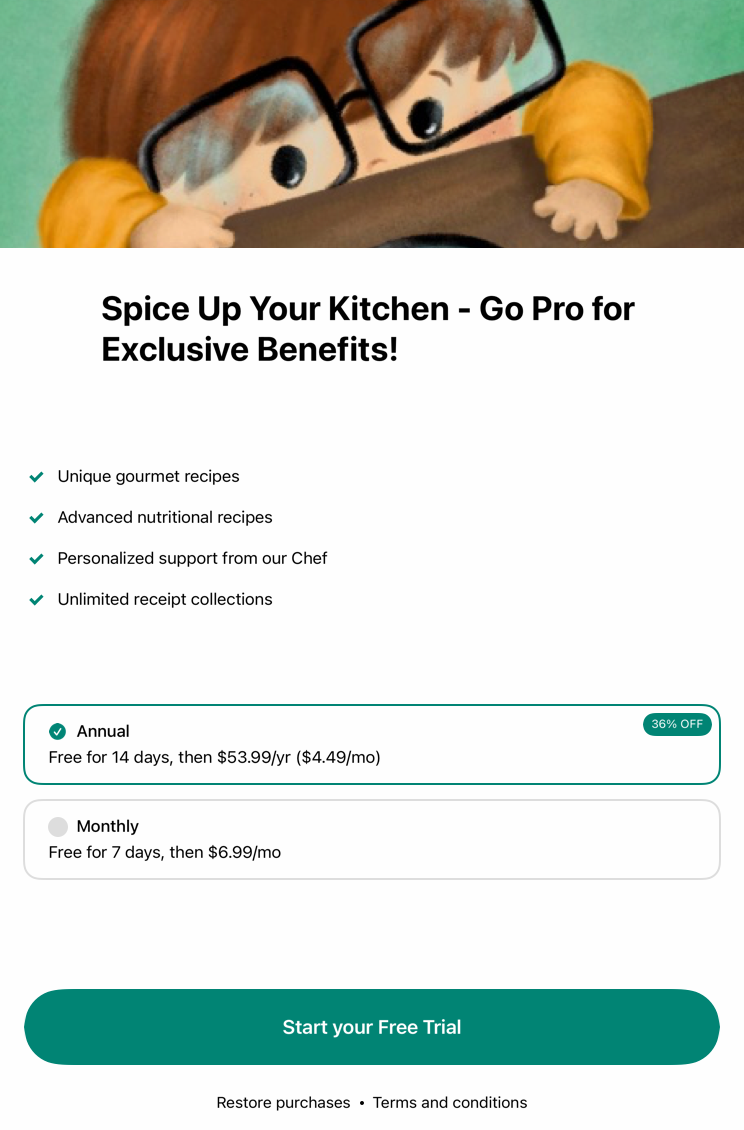 Spice Up Your Kitchen - Go Pro for
Exclusive Benefits!
Unique gourmet recipes
Advanced nutritional recipes
Personalized support from our Chef
Unlimited receipt collections
Annual
36% OFF
Free for 14 days, then $53.99/yr ($4.49/mo)
Monthly
Free for 7 days, then $6.99/mo
Start your Free Trial
Restore purchases • Terms and conditions